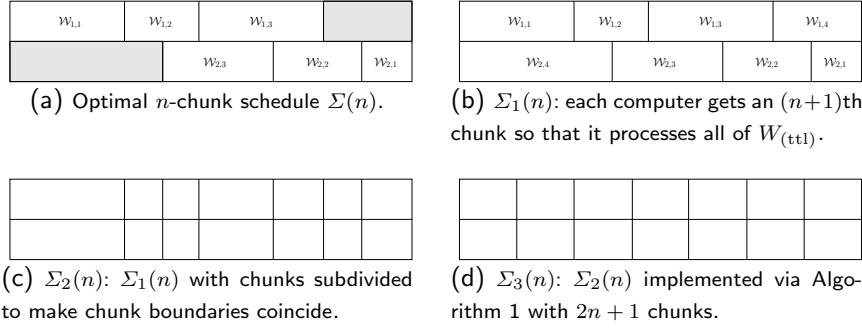 𝒲1,1 𝒲1,2 𝒲1,3
𝒲2,3 𝒲2,2 𝒲2,1
(a) Optimal n-chunk schedule Σ(n).
𝒲1,1 𝒲1,2 𝒲1,3 𝒲1,4
𝒲2,4 𝒲2,3 𝒲2,2 𝒲2,1
(b) Σ1(n): each computer gets an (n+1)th
chunk so that it processes all of W(ttl).
(c) Σ2(n): Σ1(n) with chunks subdivided
to make chunk boundaries coincide.
(d) Σ3(n): Σ2(n) implemented via Algo-
rithm 1 with 2n + 1 chunks.